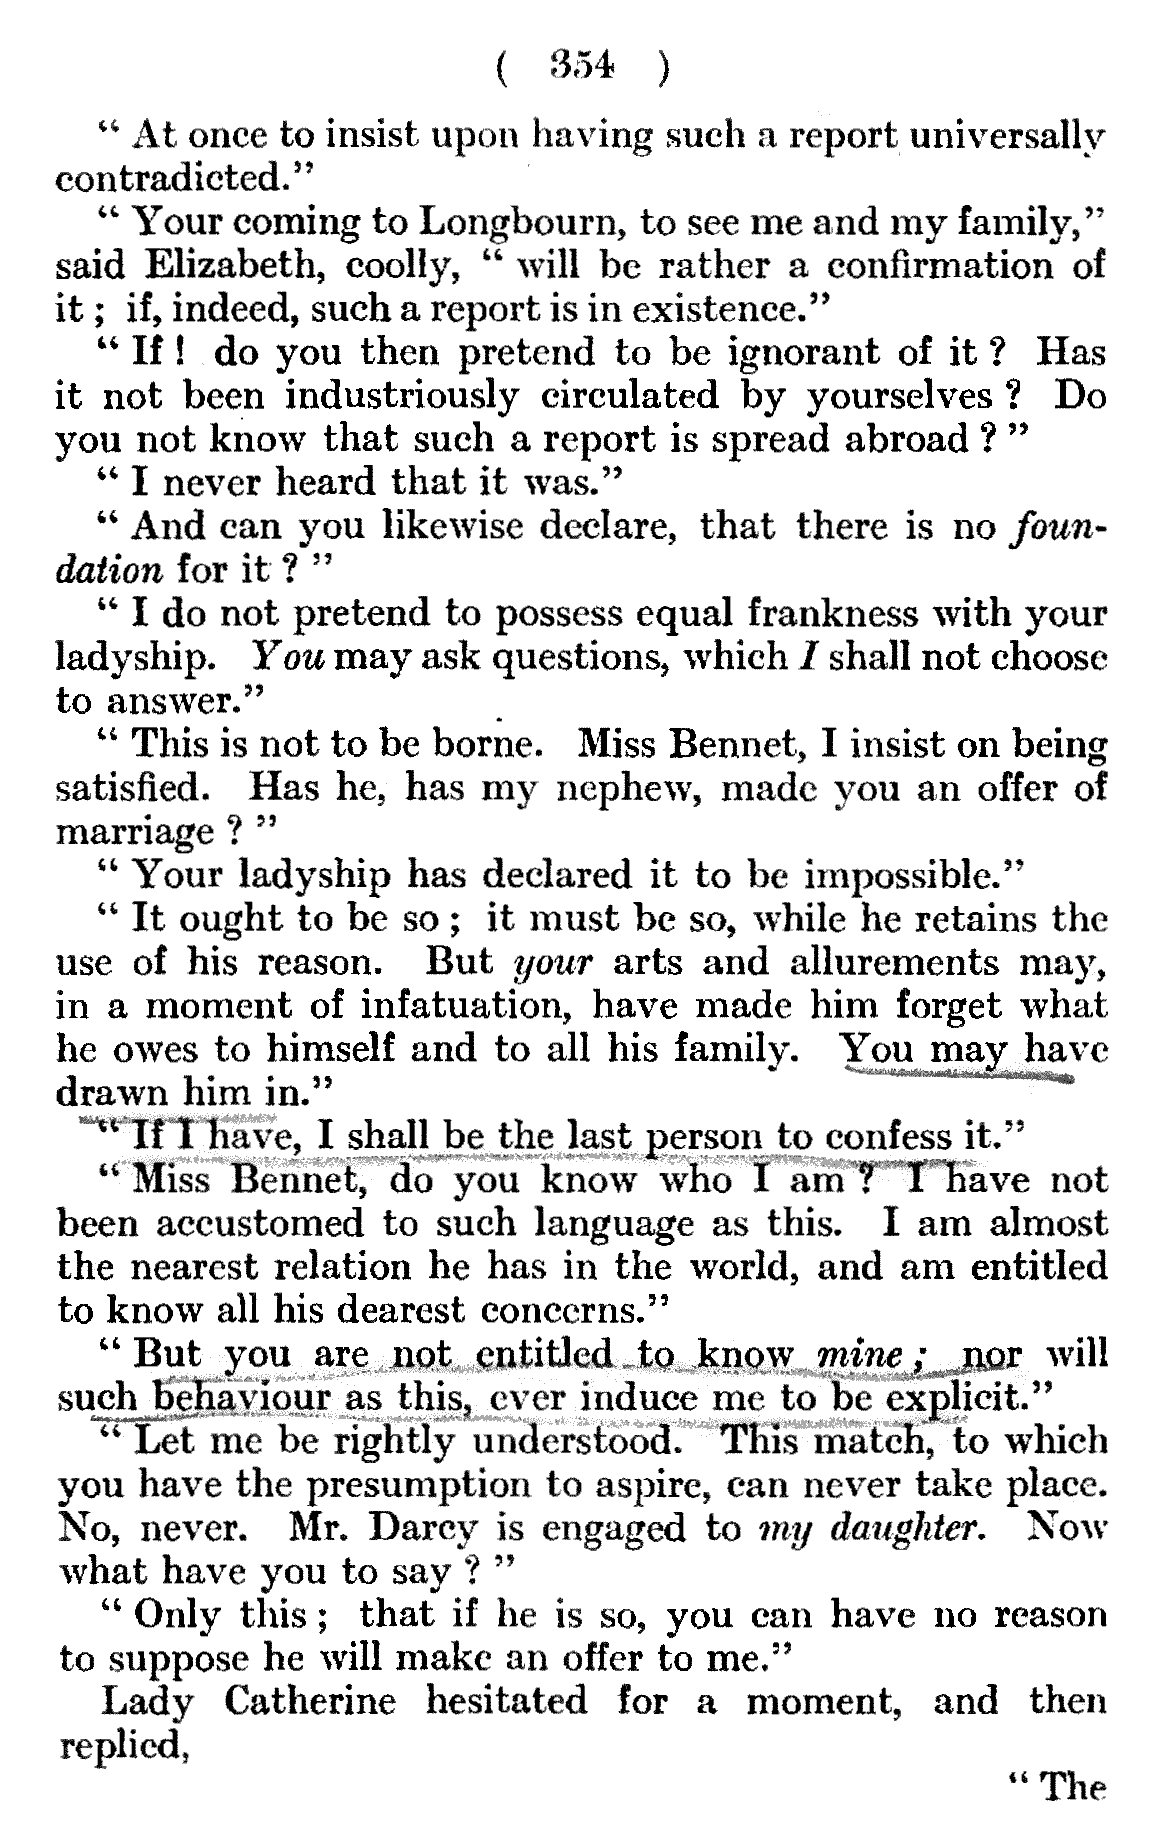 ( 354 )
“ At once to insist upon having such a report universally
contradicted.”
“ Your coming to Longbourn, to see me and my family,”
said Elizabeth, coolly, “ will be rather a confirmation of
it ; if, indeed, such a report is in existence.”
“ If ! do you then pretend to be ignorant of it ? Has
it not been industriously circulated by yourselves ? Do
you not know that such a report is spread abroad ? ”
“ I never heard that it was.”
“ And can you likewise declare, that there is no foun-
dation for it ? ”
“ I do not pretend to possess equal frankness with your
ladyship. You may ask questions, which I shall not choose
to answer.”
“ This is not to be borne. Miss Bennet, I insist on being
satisfied. Has he, has my nephew, made you an offer of
marriage ? ”
“ Your ladyship has declared it to be impossible.”
“ It ought to be so ; it must be so, while he retains the
use of his reason. But your arts and allurements may,
in a moment of infatuation, have made him forget what
he owes to himself and to all his family. You may have
drawn him in.”
“ If I have, I shall be the last person to confess it.”
“ Miss Bennet, do you know who I am ? I have not
been accustomed to such language as this. I am almost
the nearest relation he has in the world, and am entitled
to know all his dearest concerns.”
“ But you are not entitled to know mine ; nor will
such behaviour as this, ever induce me to be explicit.”
“ Let me be rightly understood. This match, to which
you have the presumption to aspire, can never take place.
No, never. Mr. Darcy is engaged to my daughter. Now
what have you to say ? ”
“ Only this ; that if he is so, you can have no reason
to suppose he will make an offer to me.”
Lady Catherine hesitated for a moment, and then
replied,
“ The